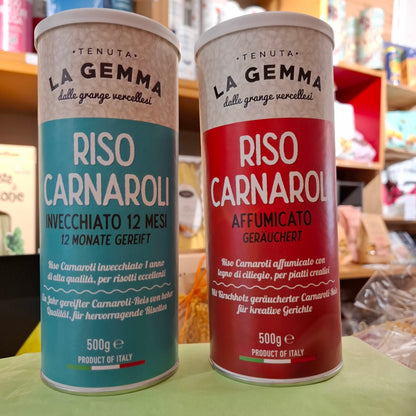 TENUTA
LA GEMMA
dalle grange vercellesi
RISO
CARNAROLI
INVECCHIATO 12 MESI
12 MONATE GEREIFT
Riso Carnaroli invecchiato 1 anno
di alta qualità, per risotti eccellenti
Ein Jahr gereifter Carnaroli-Reis von hoher
Qualität, für hervorragende Risottos
500g e
PRODUCT OF ITALY
TENUTA
LA GEMMA
dalle grange vercellesi
RISO
CARNAROL
AFFUMICATO
GERÄUCHERT
Riso Carnaroli affumicato con
legno di ciliegio, per piatti creativi
Mit Kirschholz geräucherter Carnaroli Reis
für kreative Gerichte
500g e
PRODUCT OF ITALY